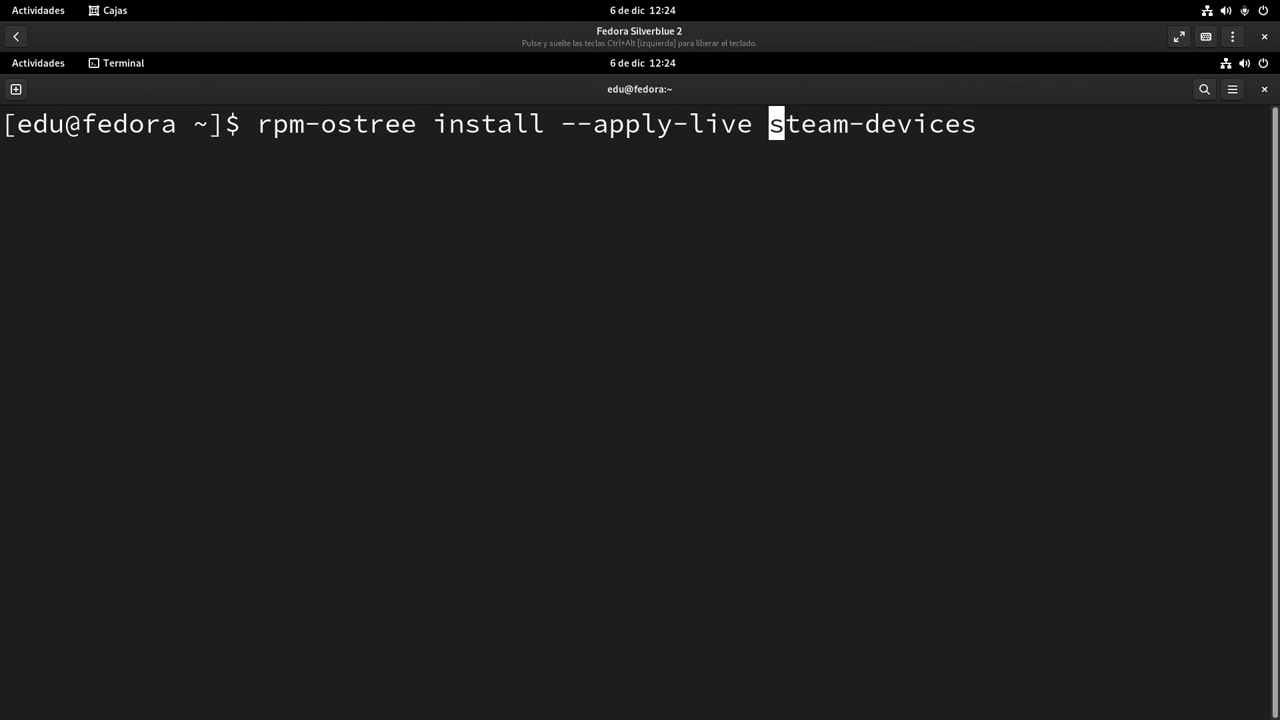 Actividades Cajas 6 de dic 12:24
Fedora Silverblue 2
Pulse y suelte las teclas Ctrl+Alt [izquierda] para liberar el teclado.
Actividades Terminal 6 de dic 12:24
edu@fedora:~
[edu@fedora ~]$ rpm-ostree install --apply-live steam-devices